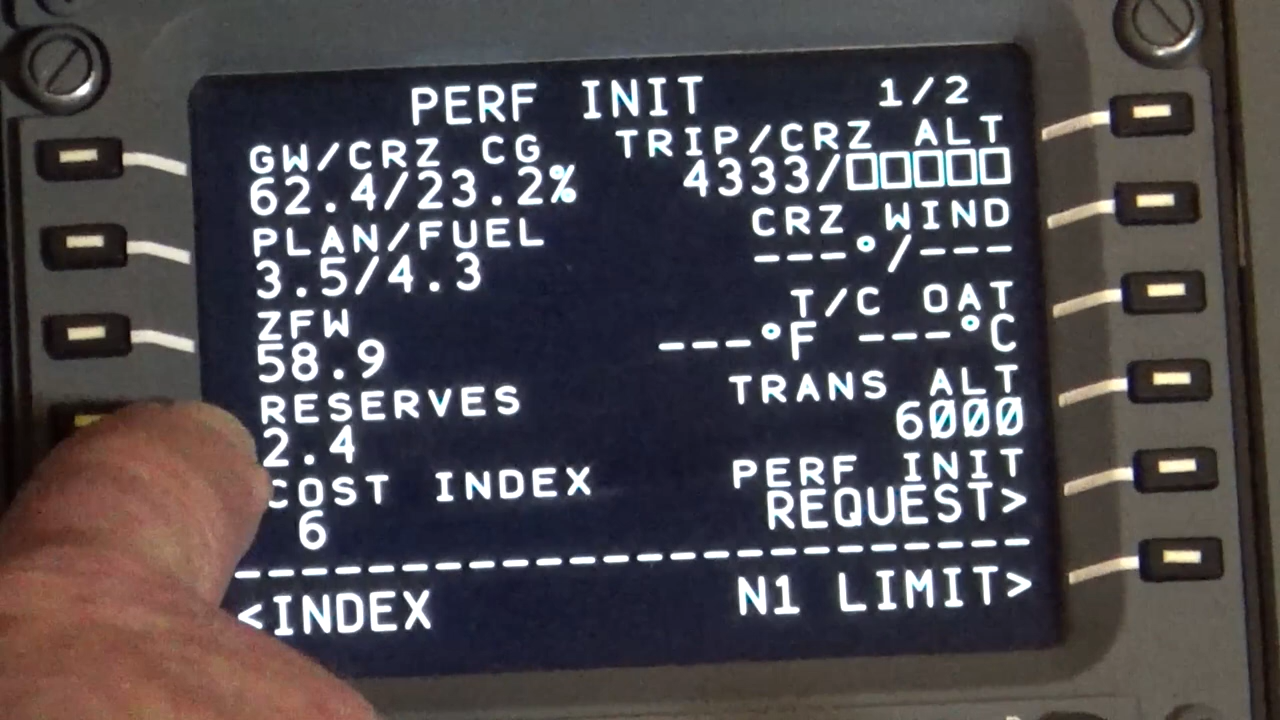 PERF INIT 1/2
GW/CRZ CG TRIP/CRZ ALT
62.4/23.2% 4333/□□□□□
PLAN/FUEL CRZ WIND
3.5/4.3 ---°/---
ZFW T/C OAT
58.9 ---°F ---°C
RESERVES TRANS ALT
2.4 6000
COST INDEX PERF INIT
6 REQUEST>
--------------------------
<INDEX N1 LIMIT>